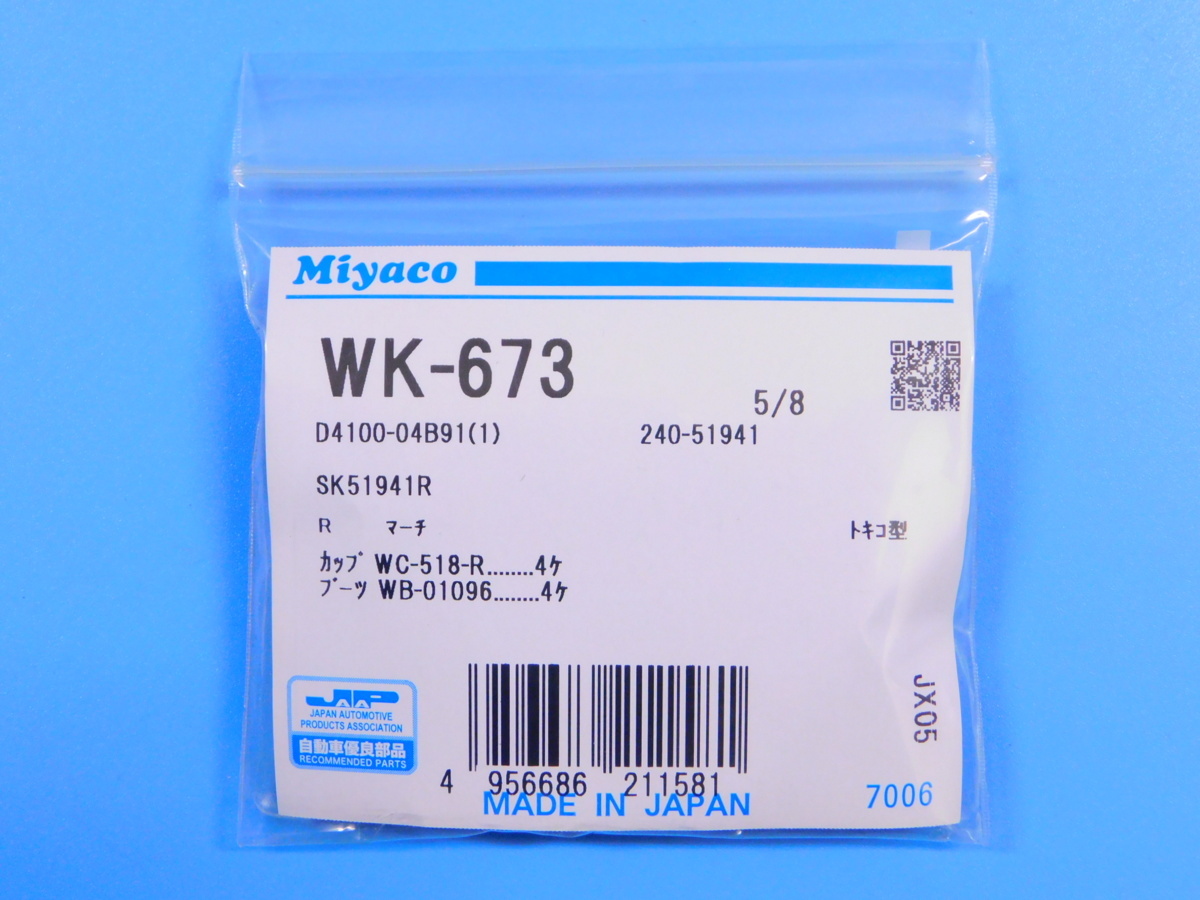 Miyaco
WK-673
5/8
D4100-04B91(1) 240-51941
SK51941R
R ﾏｰﾁ ﾄｷｺ型
ｶｯﾌﾟ WC-518-R........4ｹ
ﾌﾞｰﾂ WB-01096........4ｹ
JAAP
JAPAN AUTOMOTIVE
PRODUCTS ASSOCIATION
自動車優良部品
RECOMMENDED PARTS
4 956686 211581
MADE IN JAPAN
JX05
7006